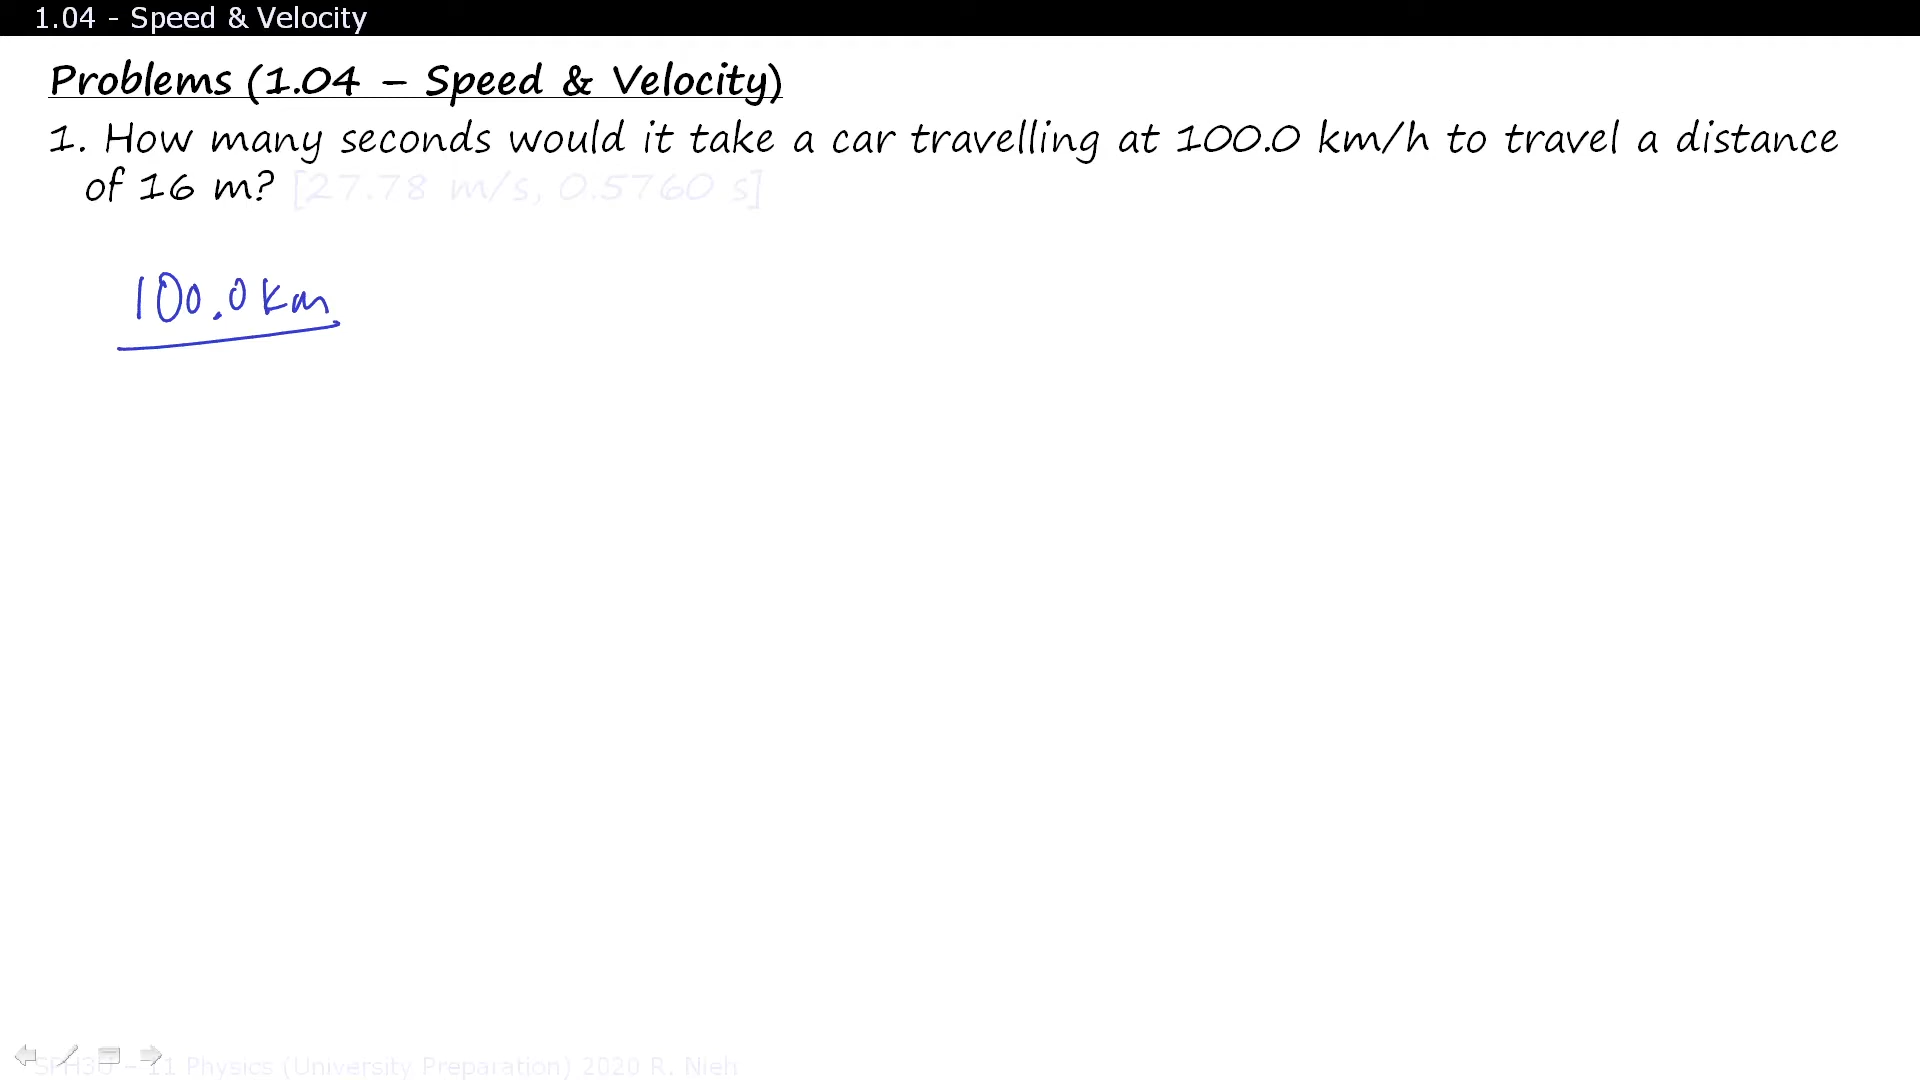 1.04 - Speed & Velocity
Problems (1.04 – Speed & Velocity)
1. How many seconds would it take a car travelling at 100.0 km/h to travel a distance
of 16 m? [27.78 m/s, 0.5760 s]
100.0 km
SPH3U – 11 Physics (University Preparation) 2020 R. Nieh